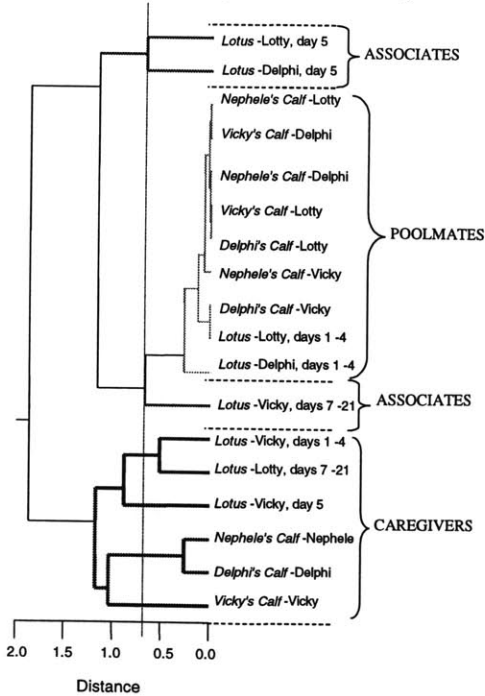 Lotus -Lotty, day 5
ASSOCIATES
Lotus -Delphi, day 5
Nephele's Calf -Lotty
Vicky's Calf -Delphi
Nephele's Calf -Delphi
Vicky's Calf -Lotty
POOLMATES
Delphi's Calf -Lotty
Nephele's Calf -Vicky
Delphi's Calf -Vicky
Lotus -Lotty, days 1 -4
Lotus -Delphi, days 1 -4
ASSOCIATES
Lotus -Vicky, days 7 -21
Lotus -Vicky, days 1 -4
Lotus -Lotty, days 7 -21
Lotus -Vicky, day 5
CAREGIVERS
Nephele's Calf -Nephele
Delphi's Calf -Delphi
Vicky's Calf -Vicky
2.0 1.5 1.0 0.5 0.0
Distance